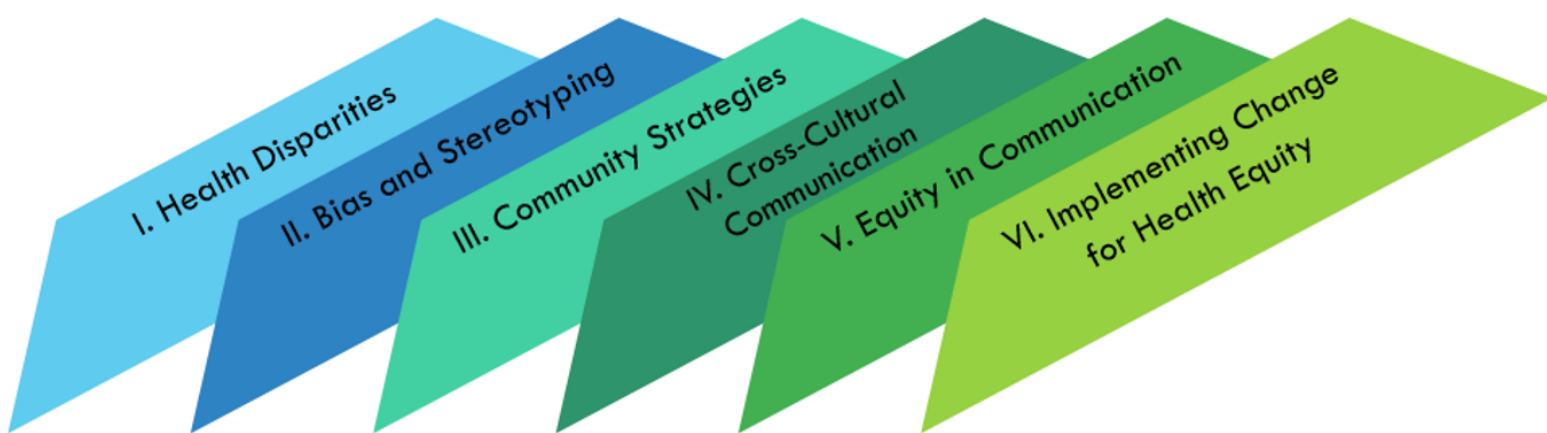 I. Health Disparities
II. Bias and Stereotyping
III. Community Strategies
IV. Cross-Cultural
Communication
V. Equity in Communication
VI. Implementing Change
for Health Equity